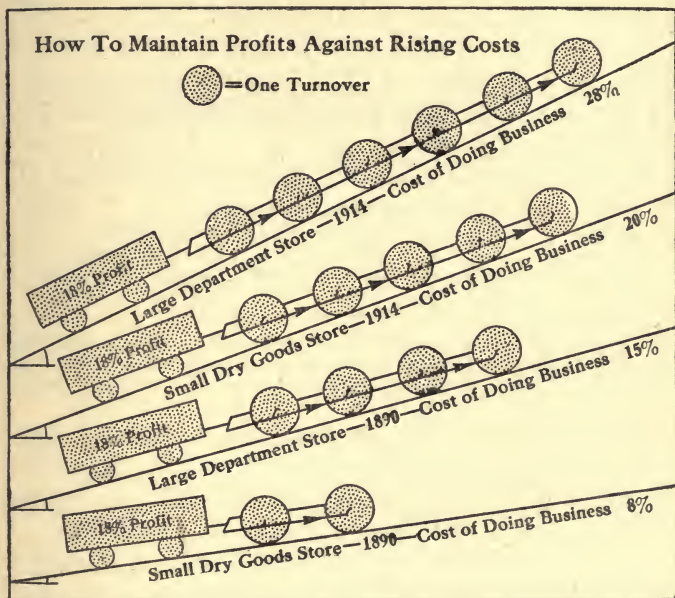 How To Maintain Profits Against Rising Costs
=One Turnover
18% Profit
Large Department Store—1914—Cost of Doing Business 28%
18% Profit
Small Dry Goods Store—1914—Cost of Doing Business 20%
18% Profit
Large Department Store—1890—Cost of Doing Business 15%
18% Profit
Small Dry Goods Store—1890—Cost of Doing Business 8%